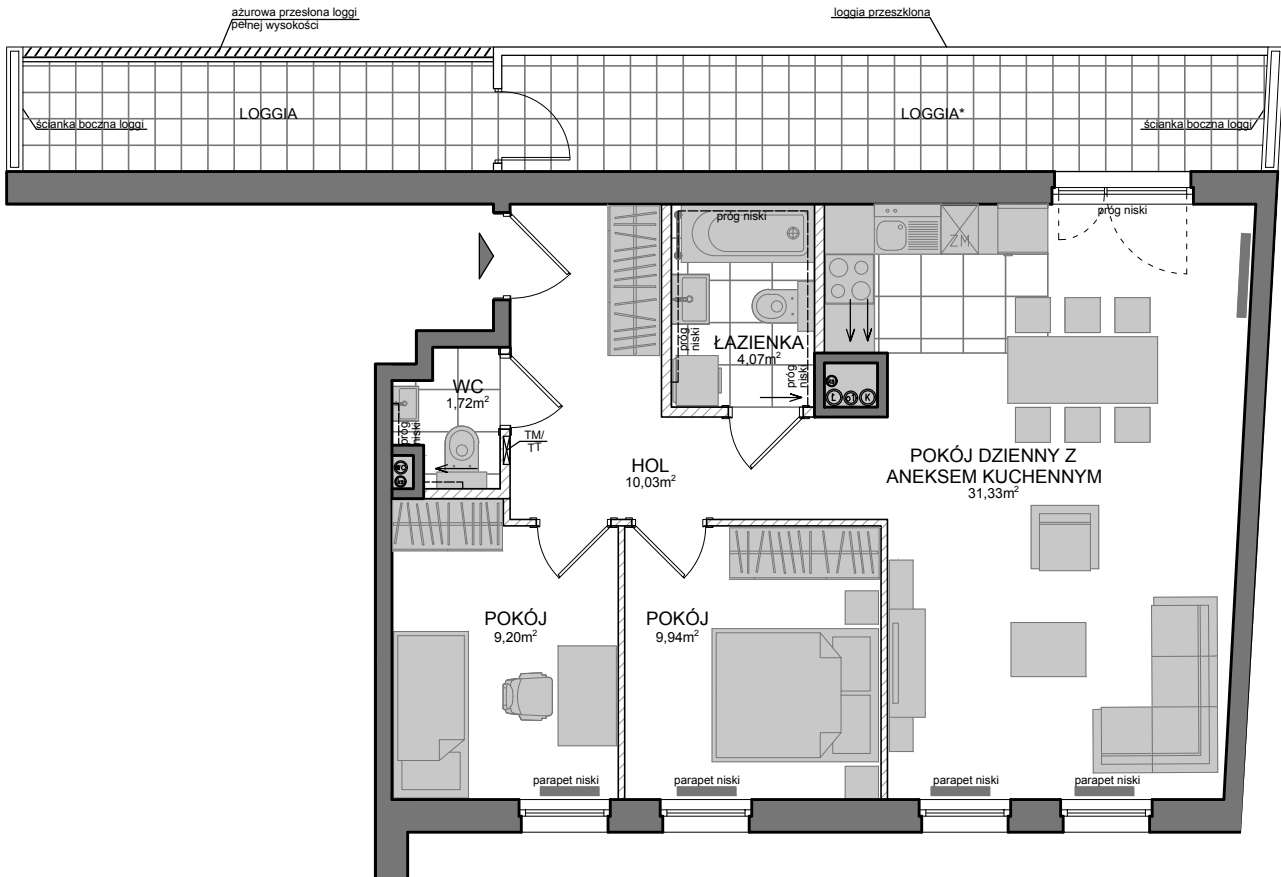 ażurowa przesłona loggi
pełnej wysokości
loggia przeszklona
LOGGIA
LOGGIA*
ścianka boczna loggi
ścianka boczna loggi
próg niski
próg niski
ZM
ŁAZIENKA
4,07m²
próg
niski
próg
niski
WC
1,72m²
próg
niski
TM/
TT
Ł
K
HOL
10,03m²
POKÓJ DZIENNY Z
ANEKSEM KUCHENNYM
31,33m²
POKÓJ
9,20m²
POKÓJ
9,94m²
parapet niski
parapet niski
parapet niski
parapet niski